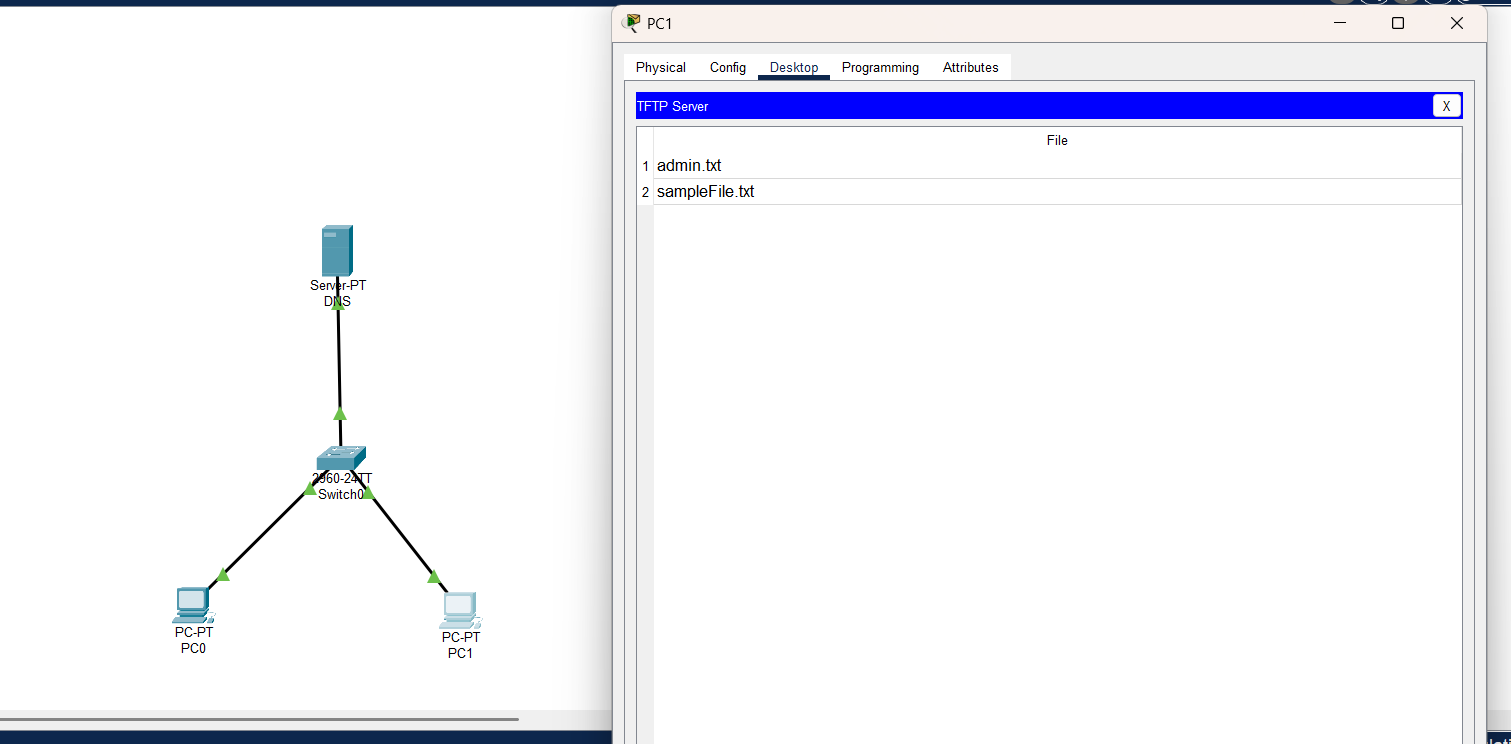 PC1
Physical Config Desktop Programming Attributes
TFTP Server X
File
1 admin.txt
2 sampleFile.txt
Server-PT
DNS
2960-24TT
Switch0
PC-PT
PC0
PC-PT
PC1